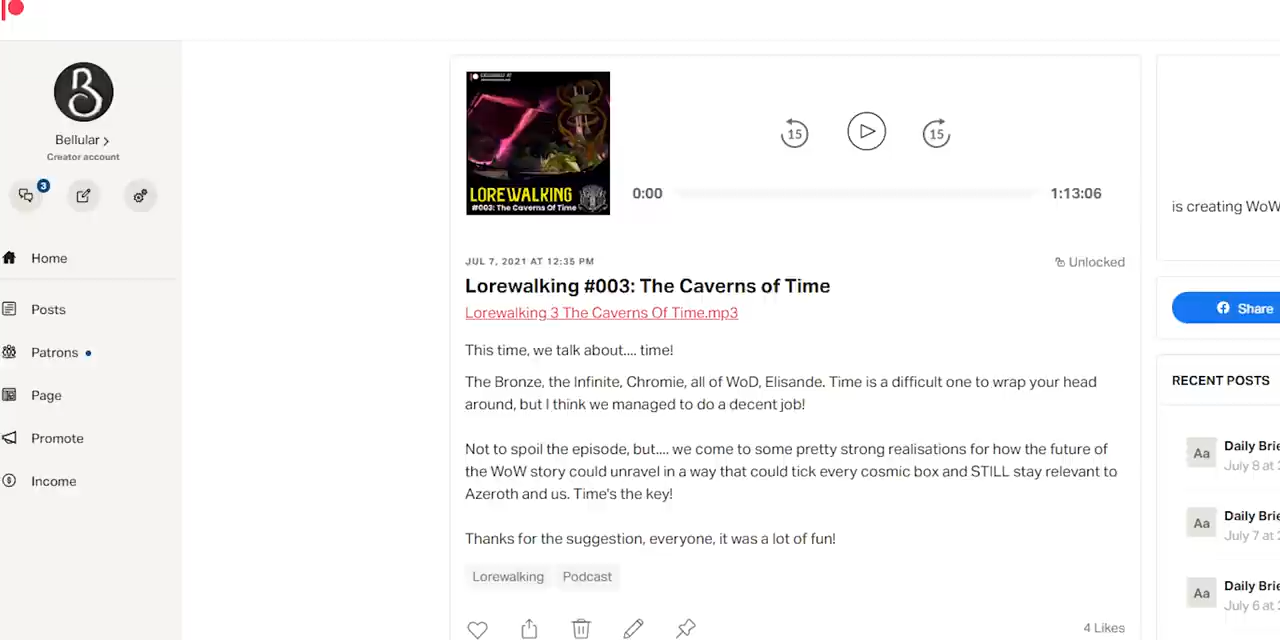 Bellular
Creator account
3
Home
Posts
Patrons
Page
Promote
Income
LOREWALKING
#003: The Caverns Of Time
15
15
0:00
1:13:06
JUL 7, 2021 AT 12:35 PM
Unlocked
Lorewalking #003: The Caverns of Time
Lorewalking 3 The Caverns Of Time.mp3
This time, we talk about.... time!
The Bronze, the Infinite, Chromie, all of WoD, Elisande. Time is a difficult one to wrap your head
around, but I think we managed to do a decent job!
Not to spoil the episode, but.... we come to some pretty strong realisations for how the future of
the WoW story could unravel in a way that could tick every cosmic box and STILL stay relevant to
Azeroth and us. Time's the key!
Thanks for the suggestion, everyone, it was a lot of fun!
Lorewalking
Podcast
4 Likes
is creating WoW
Share
RECENT POSTS
Aa
Daily Brie
July 8 at
Aa
Daily Brie
July 7 at
Aa
Daily Brie
July 6 at